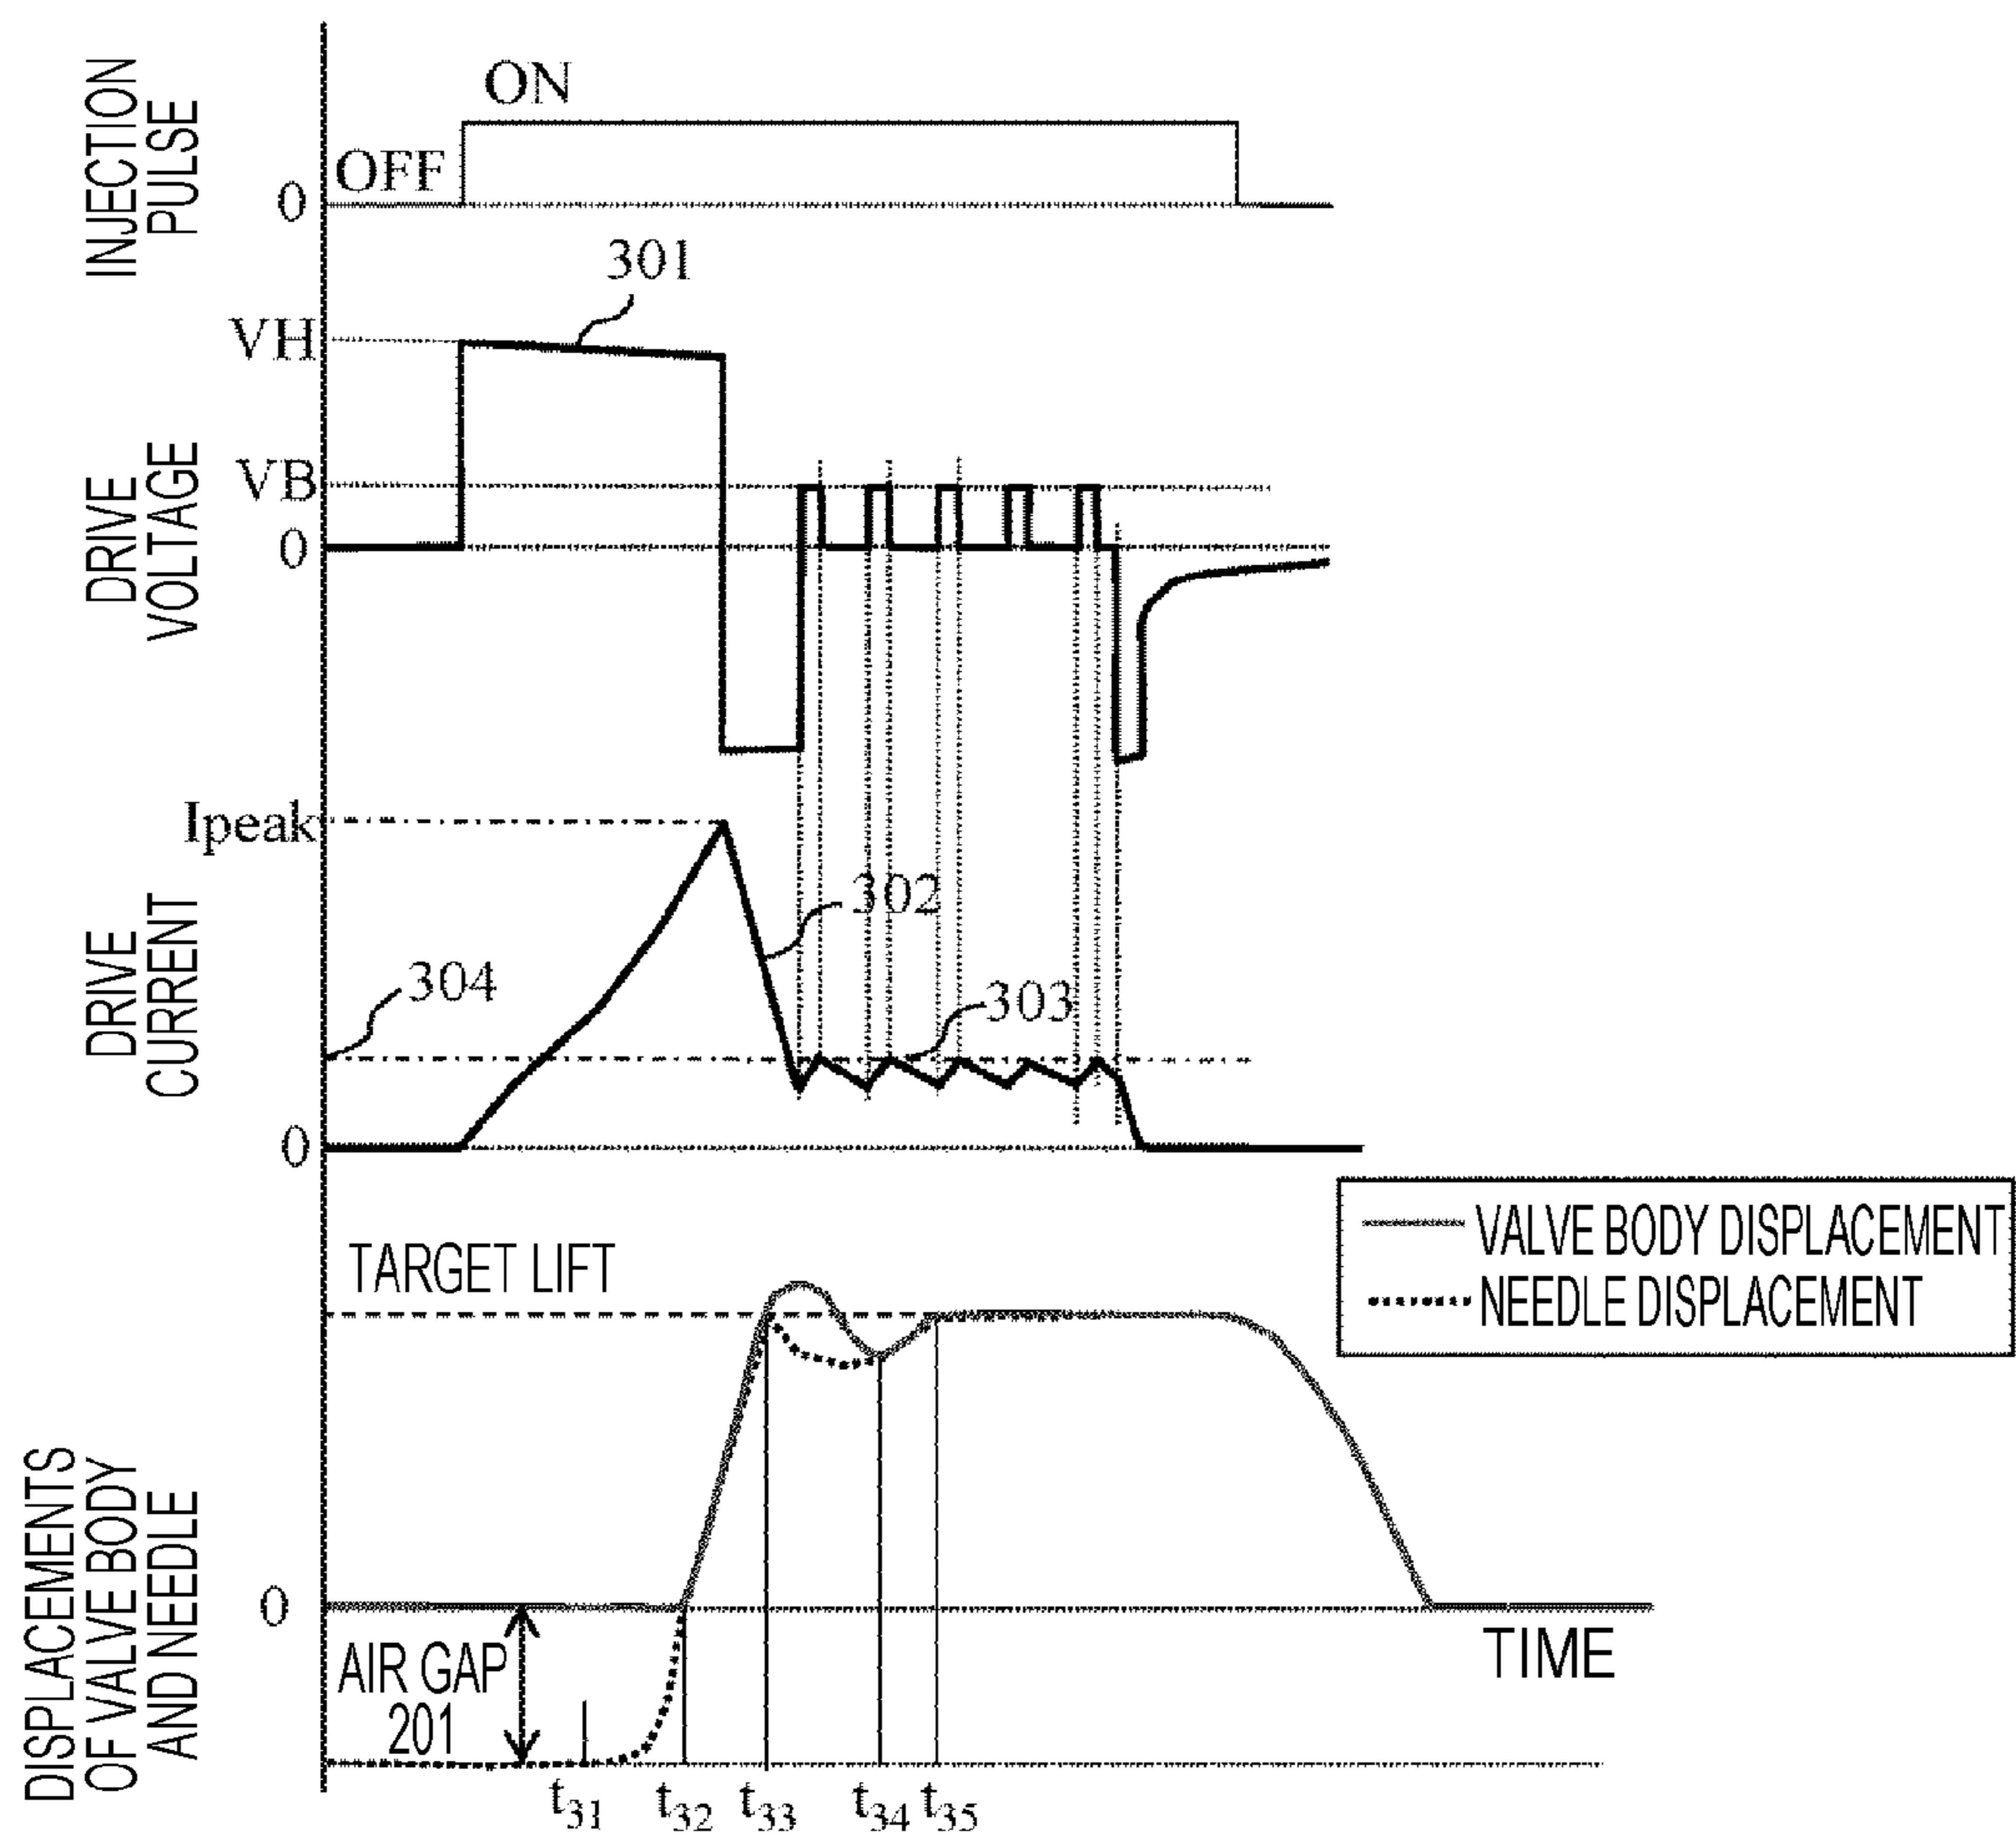 INJECTION
PULSE
ON
OFF
0
301
VH
DRIVE
VOLTAGE
VB
0
Ipeak
302
DRIVE
CURRENT
304
303
0
VALVE BODY DISPLACEMENT
NEEDLE DISPLACEMENT
TARGET LIFT
DISPLACEMENTS
OF VALVE BODY
AND NEEDLE
0
AIR GAP
201
TIME
t31 t32 t33 t34 t35